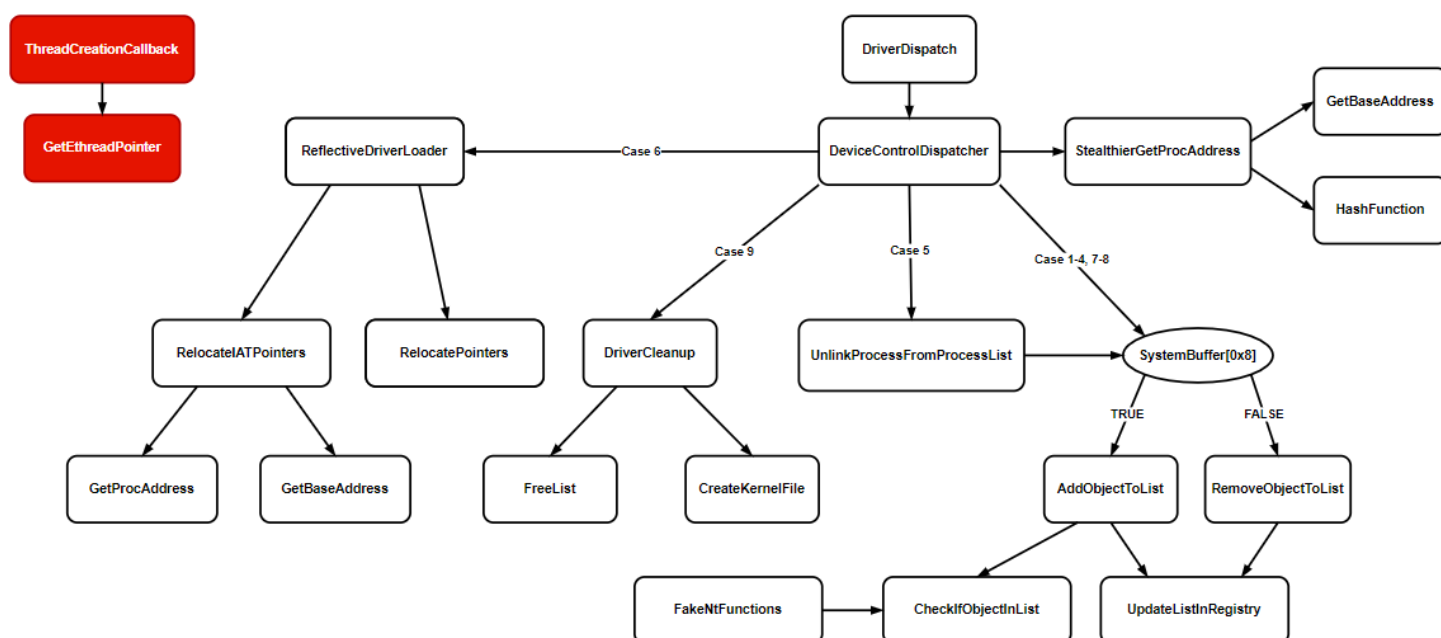 ThreadCreationCallback
DriverDispatch
GetBaseAddress
GetEthreadPointer
ReflectiveDriverLoader
Case 6
DeviceControlDispatcher
StealthierGetProcAddress
HashFunction
Case 9
Case 5
Case 1-4, 7-8
RelocateIATPointers
RelocatePointers
DriverCleanup
UnlinkProcessFromProcessList
SystemBuffer[0x8]
TRUE
FALSE
GetProcAddress
GetBaseAddress
FreeList
CreateKernelFile
AddObjectToList
RemoveObjectToList
FakeNtFunctions
CheckIfObjectInList
UpdateListInRegistry